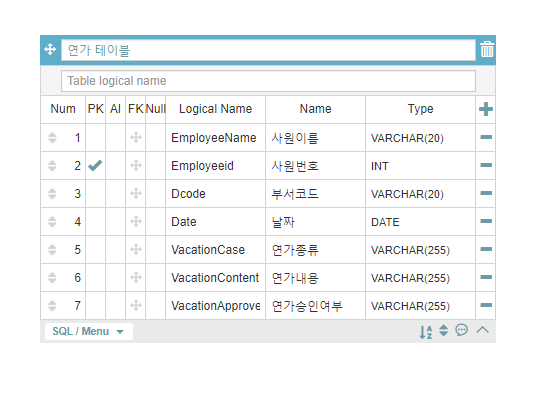 연가 테이블
Table logical name
Num PK AI FK Null Logical Name Name Type
1 EmployeeName 사원이름 VARCHAR(20)
2 Employeeid 사원번호 INT
3 Dcode 부서코드 VARCHAR(20)
4 Date 날짜 DATE
5 VacationCase 연가종류 VARCHAR(255)
6 VacationContent 연가내용 VARCHAR(255)
7 VacationApprove 연가승인여부 VARCHAR(255)
SQL / Menu